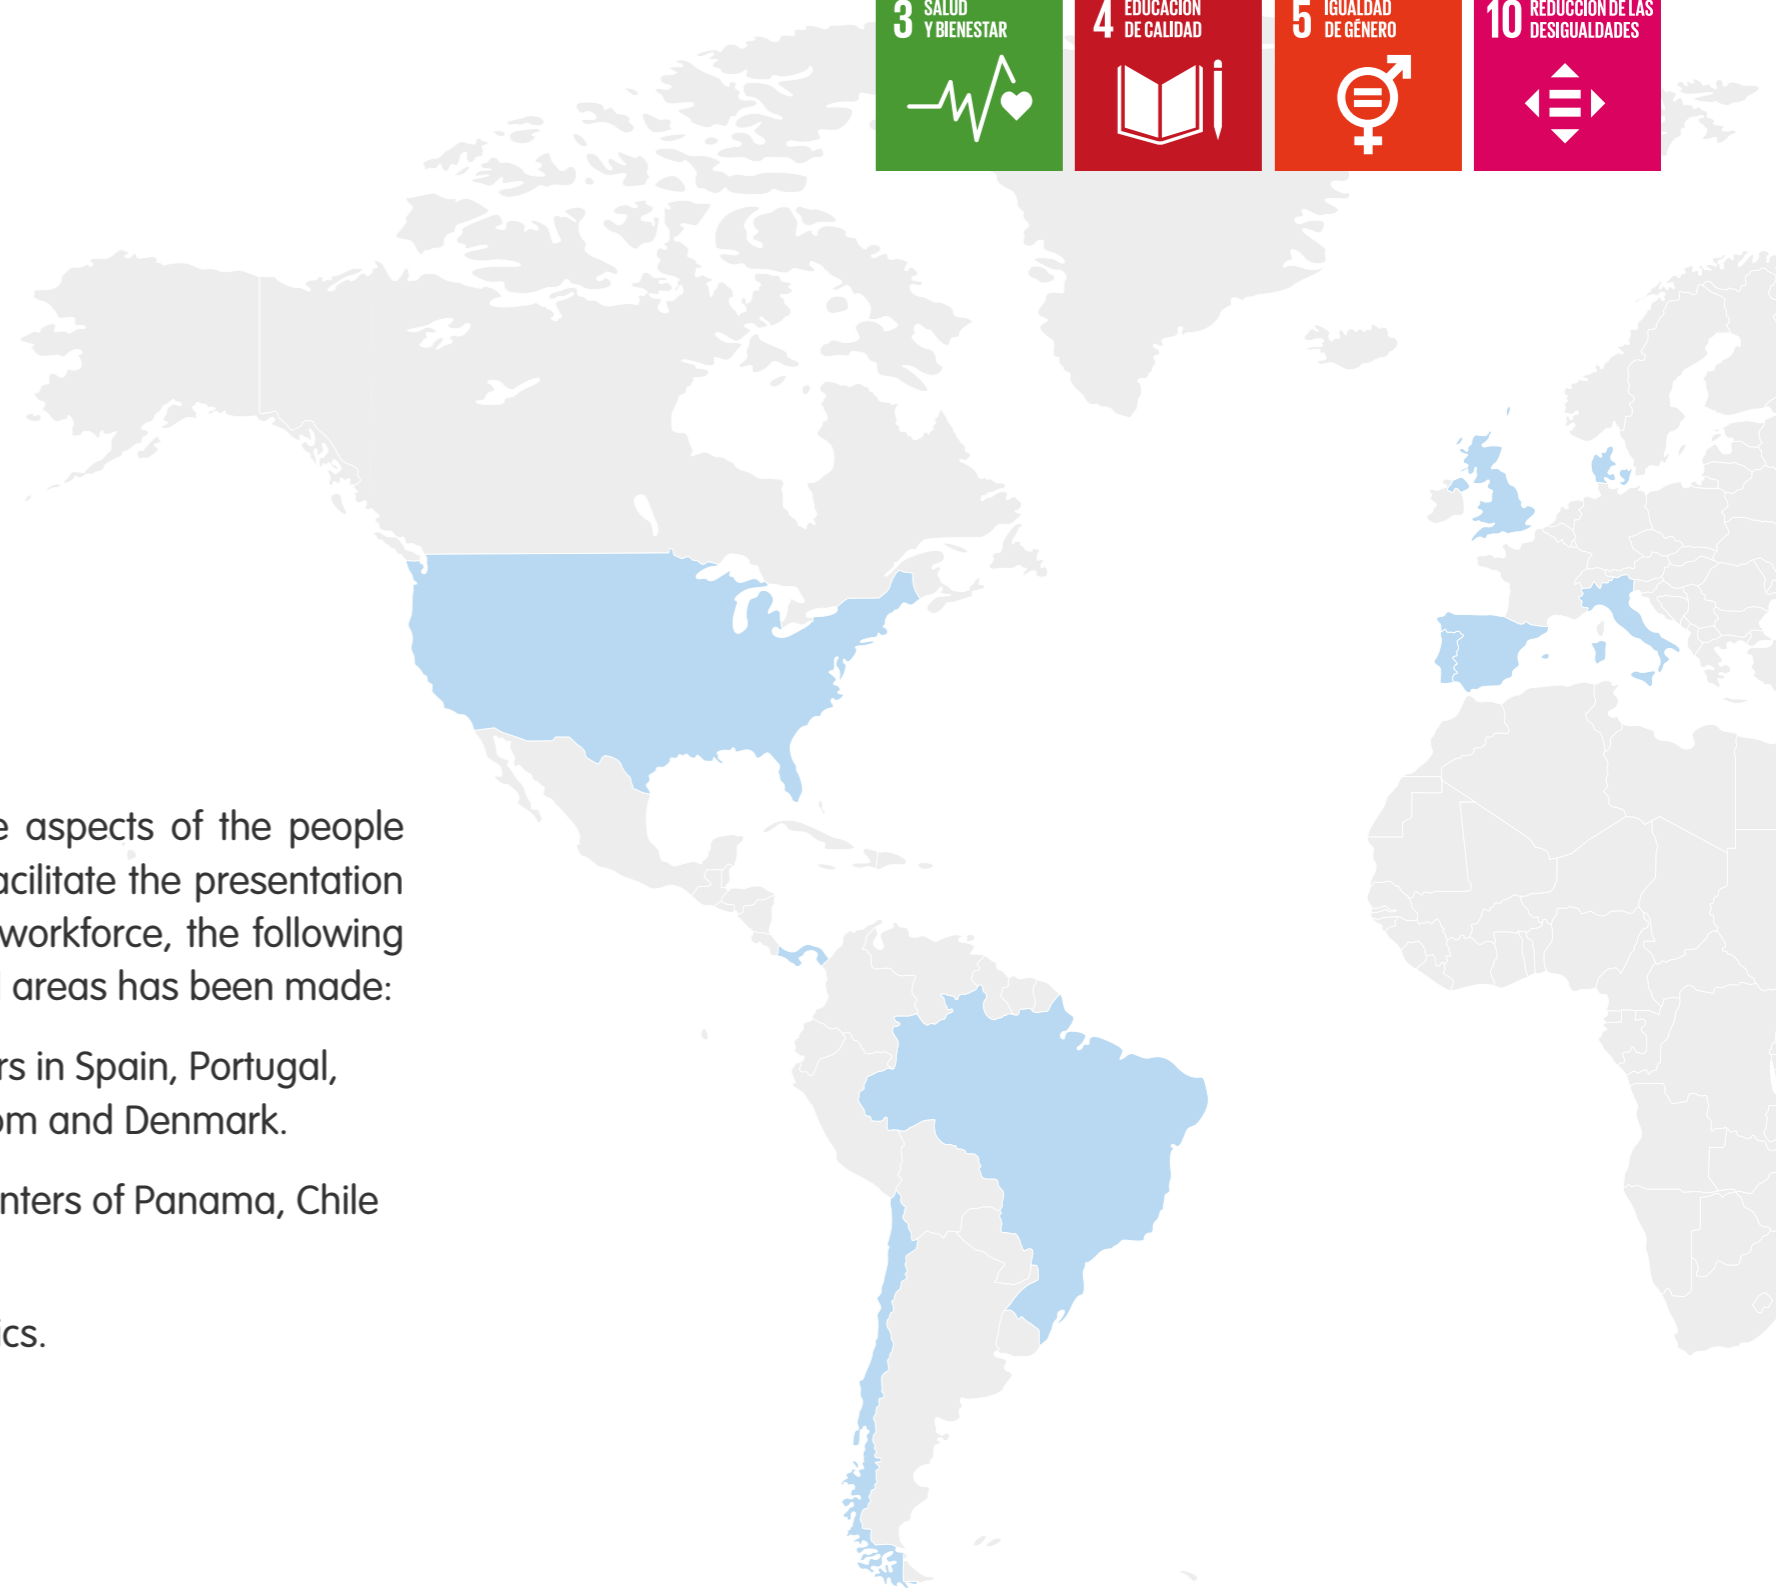 3 SALUD
Y BIENESTAR
4 EDUCACIÓN
DE CALIDAD
5 IGUALDAD
DE GÉNERO
10 REDUCCIÓN DE LAS
DESIGUALDADES
e aspects of the people
acilitate the presentation
workforce, the following
areas has been made:
rs in Spain, Portugal,
om and Denmark.
nters of Panama, Chile
ics.